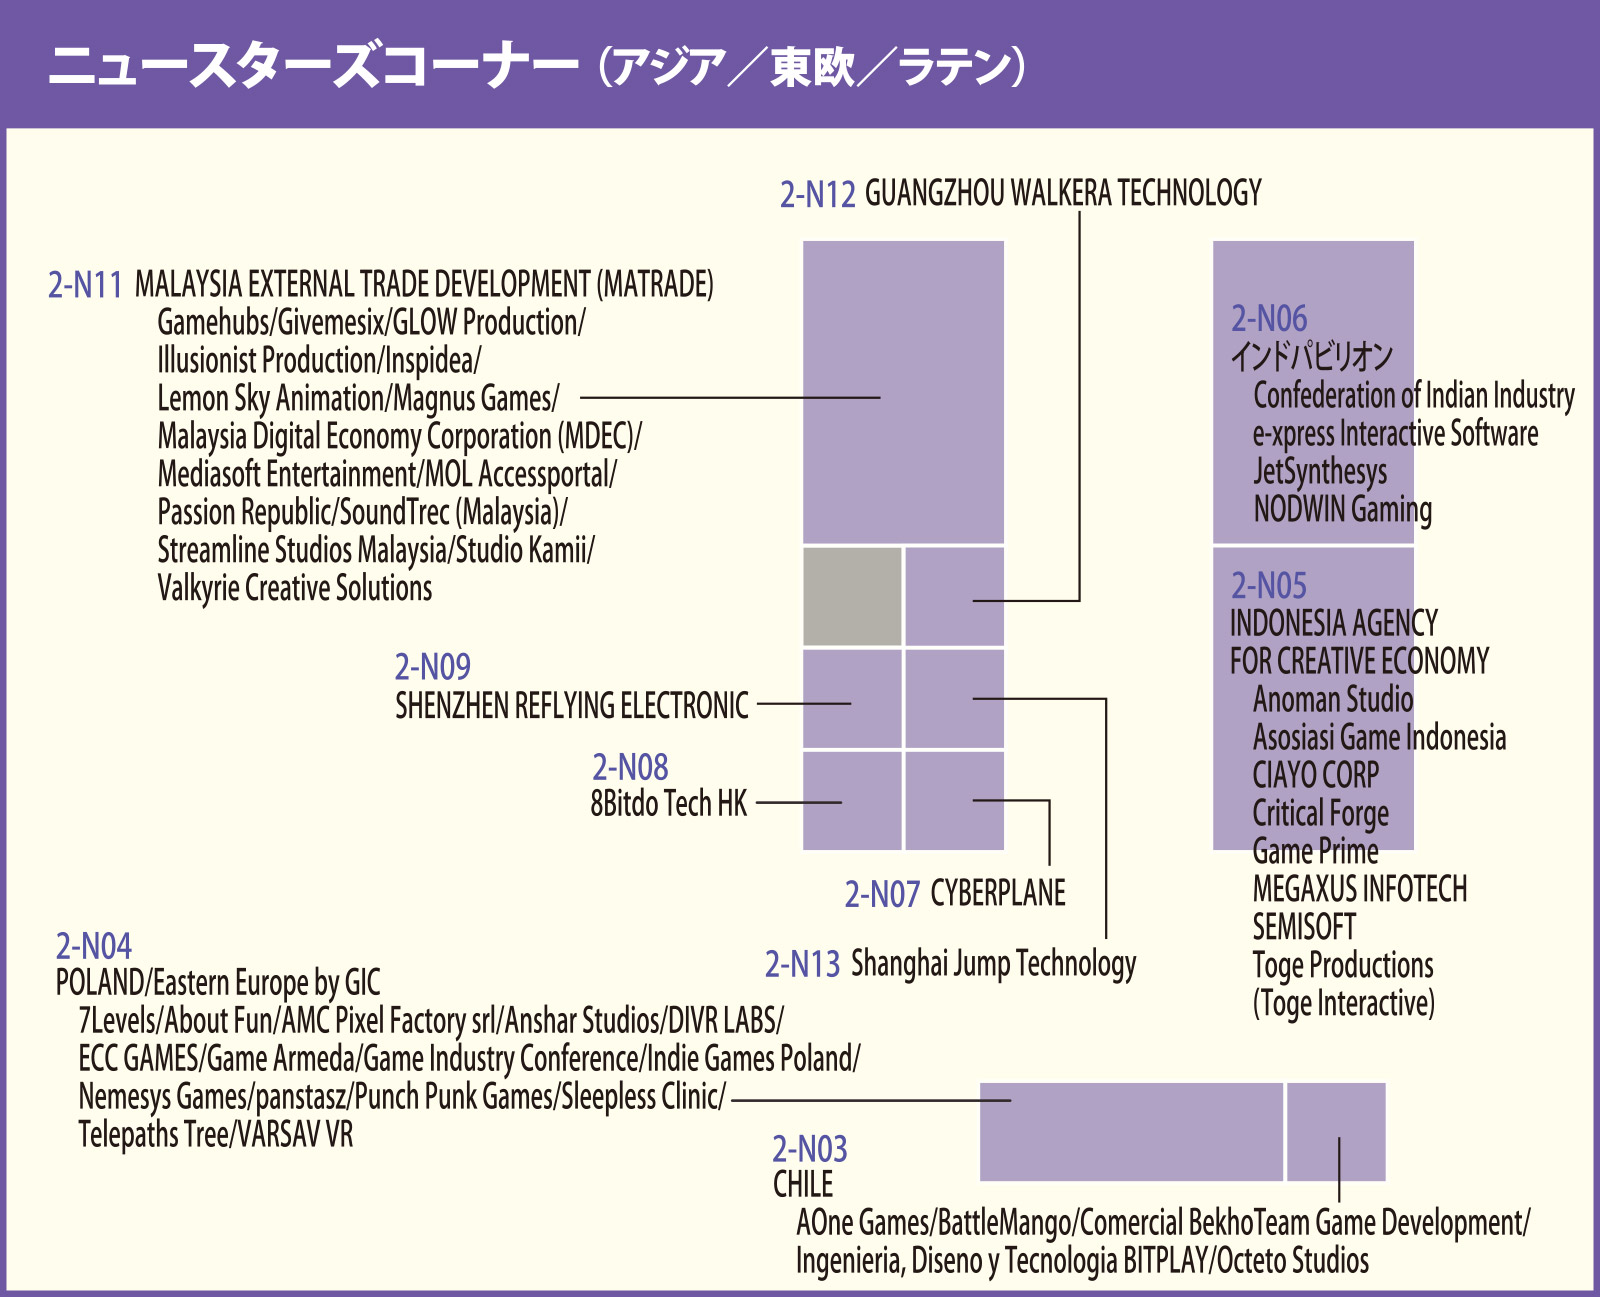 ニュースターズコーナー（アジア／東欧／ラテン）
2-N12 GUANGZHOU WALKERA TECHNOLOGY
2-N11 MALAYSIA EXTERNAL TRADE DEVELOPMENT (MATRADE)
Gamehubs/Givemesix/GLOW Production/
Illusionist Production/Inspidea/
Lemon Sky Animation/Magnus Games/
Malaysia Digital Economy Corporation (MDEC)/
Mediasoft Entertainment/MOL Accessportal/
Passion Republic/SoundTrec (Malaysia)/
Streamline Studios Malaysia/Studio Kamii/
Valkyrie Creative Solutions
2-N06
インドパビリオン
Confederation of Indian Industry
e-xpress Interactive Software
JetSynthesys
NODWIN Gaming
2-N05
INDONESIA AGENCY
FOR CREATIVE ECONOMY
Anoman Studio
Asosiasi Game Indonesia
CIAYO CORP
Critical Forge
Game Prime
MEGAXUS INFOTECH
SEMISOFT
Toge Productions
(Toge Interactive)
2-N09
SHENZHEN REFLYING ELECTRONIC
2-N08
8Bitdo Tech HK
2-N07 CYBERPLANE
2-N13 Shanghai Jump Technology
2-N04
POLAND/Eastern Europe by GIC
7Levels/About Fun/AMC Pixel Factory srl/Anshar Studios/DIVR LABS/
ECC GAMES/Game Armeda/Game Industry Conference/Indie Games Poland/
Nemesys Games/panstasz/Punch Punk Games/Sleepless Clinic/
Telepaths Tree/VARSAV VR
2-N03
CHILE
AOne Games/BattleMango/Comercial BekhoTeam Game Development/
Ingenieria, Diseno y Tecnologia BITPLAY/Octeto Studios